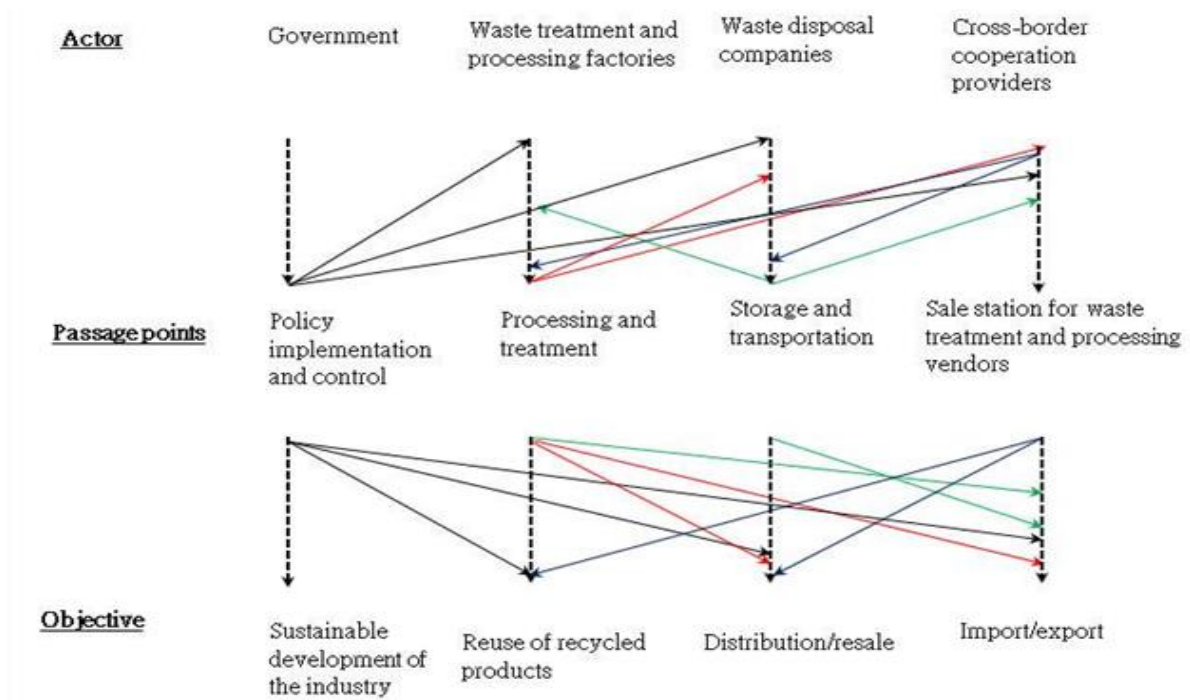 Actor
Government
Waste treatment and
processing factories
Waste disposal
companies
Cross-border
cooperation
providers
Passage points
Policy
implementation
and control
Processing and
treatment
Storage and
transportation
Sale station for waste
treatment and processing
vendors
Objective
Sustainable
development of
the industry
Reuse of recycled
products
Distribution/resale
Import/export